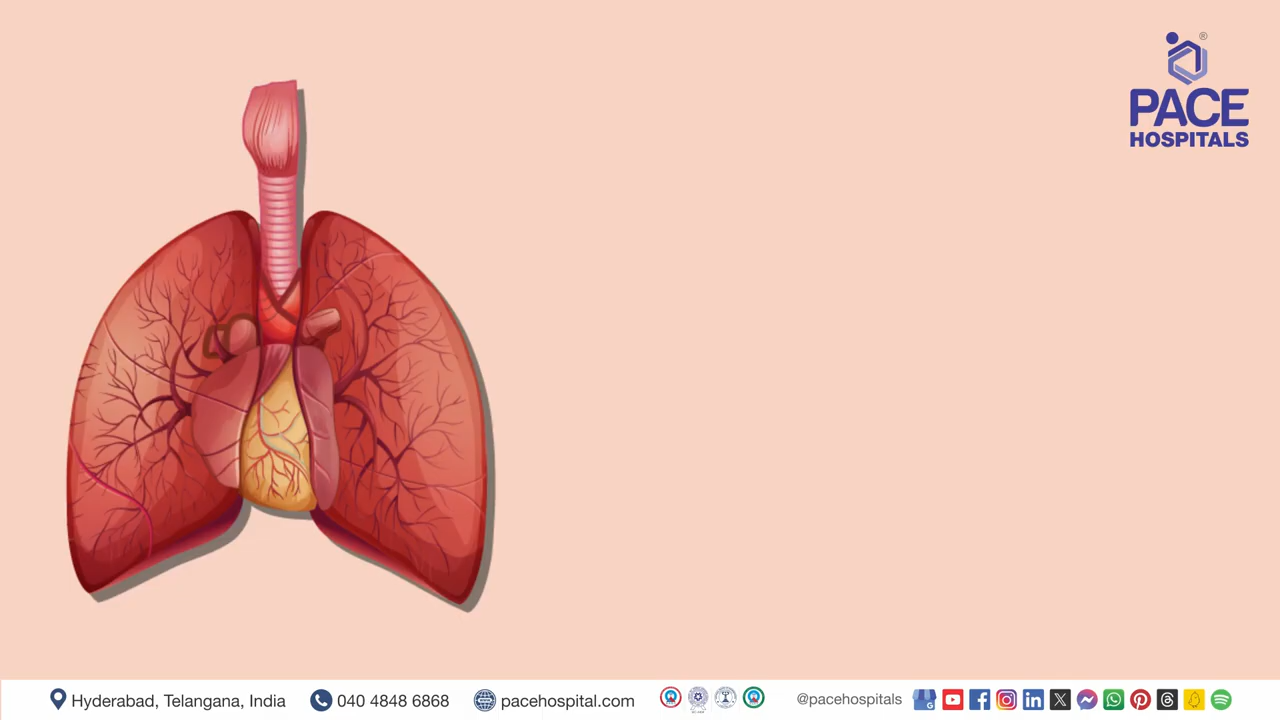 ®
PACE
HOSPITALS
Hyderabad, Telangana, India
040 4848 6868
pacehospital.com
@pacehospitals